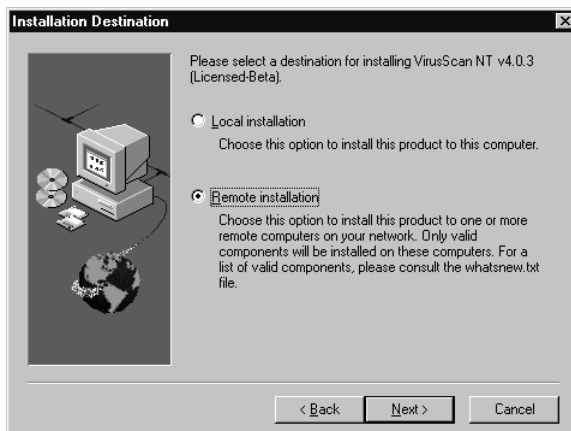 Installation Destination
Please select a destination for installing VirusScan NT v4.0.3
(Licensed-Beta).
Local installation
Choose this option to install this product to this computer.
Remote installation
Choose this option to install this product to one or more
remote computers on your network. Only valid
components will be installed on these computers. For a
list of valid components, please consult the whatsnew.txt
file.
< Back
Next >
Cancel